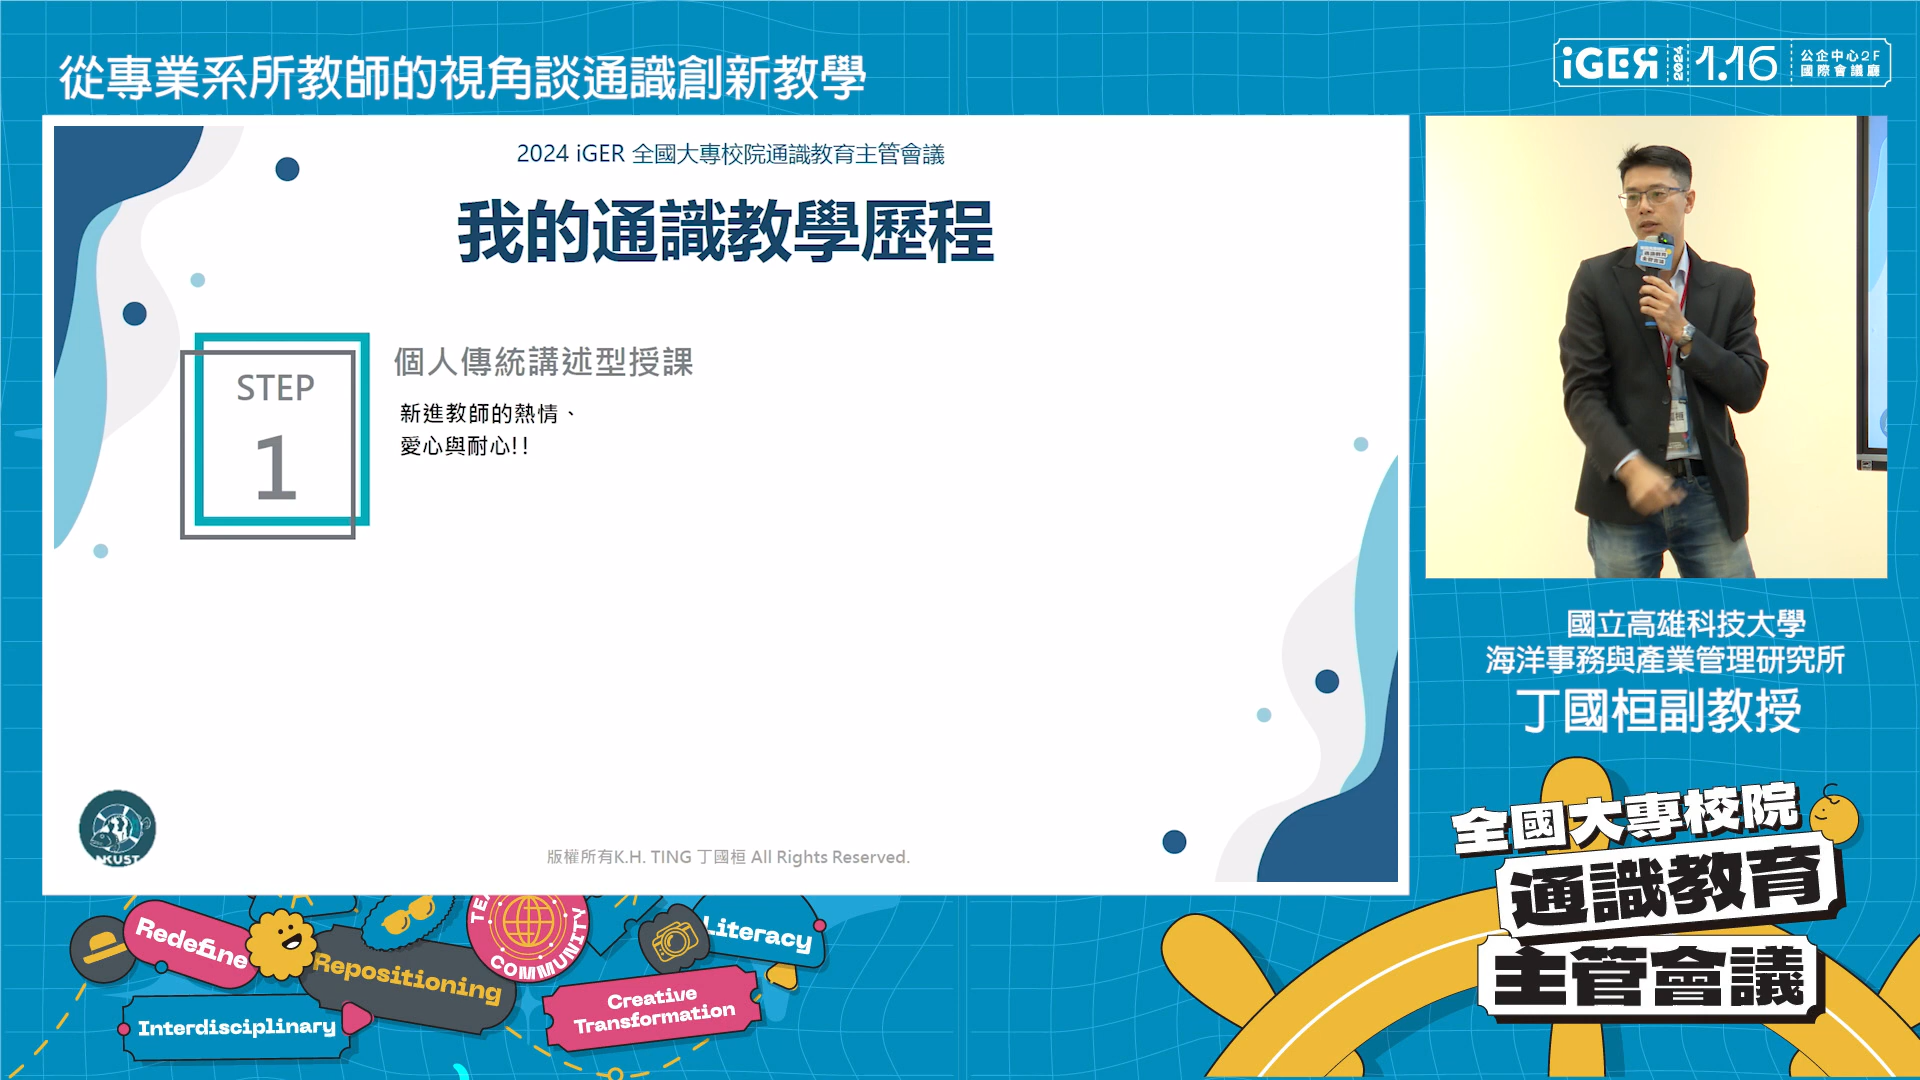 從專業系所教師的視角談通識創新教學
iGER 2024 1.16 公企中心2F
國際會議廳
2024 iGER 全國大專校院通識教育主管會議
我的通識教學歷程
STEP
1
個人傳統講述型授課
新進教師的熱情、
愛心與耐心!!
NKUST
版權所有K.H. TING 丁國桓 All Rights Reserved.
國立高雄科技大學
海洋事務與產業管理研究所
丁國桓副教授
全國大專校院
通識教育
主管會議
Redefine
Repositioning
COMMUNITY
Literacy
Interdisciplinary
Creative
Transformation